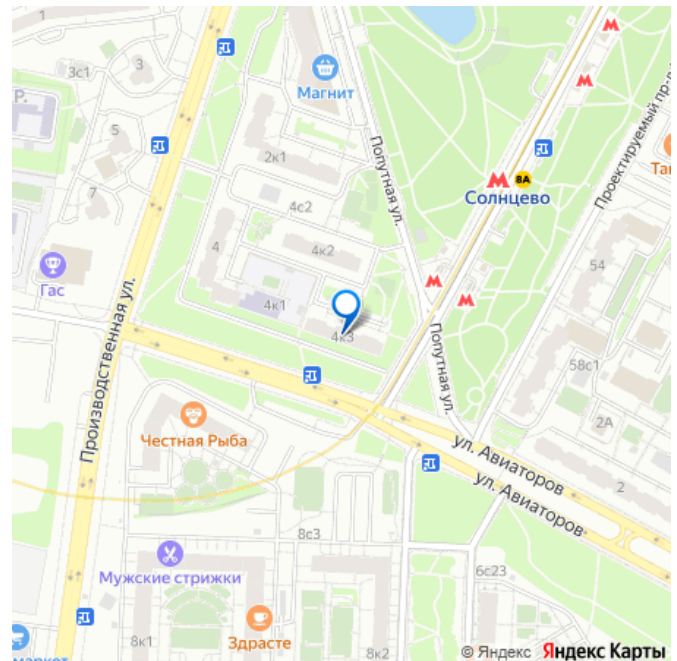 1
3с1
3
Р.
5
7
Магнит
2к1
4с2
4
4к2
4к1
4к3
Попутная ул.
Солнцево
8А
Проектируемый пр-
54
58с1
2А
2
Гас
Производственная ул.
Честная Рыба
Попутная ул.
ул. Авиаторов
ул. Авиаторов
8с3
Мужские стрижки
8к1
Здрасте
8к2
6с23
маркет
© Яндекс Яндекс Карты